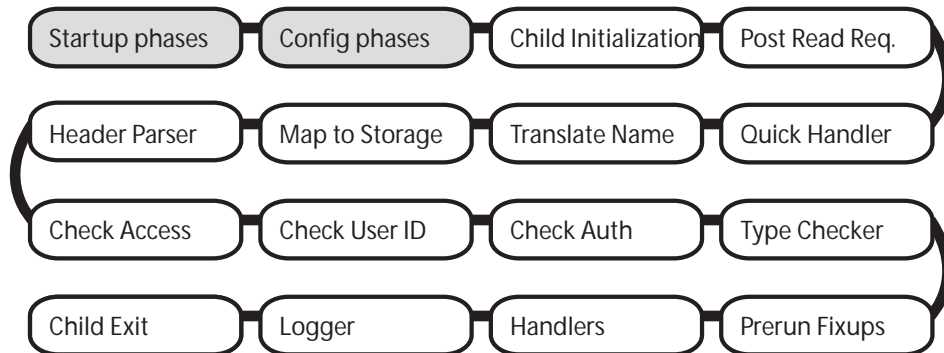 Startup phases
Config phases
Child Initialization
Post Read Req.
Header Parser
Map to Storage
Translate Name
Quick Handler
Check Access
Check User ID
Check Auth
Type Checker
Child Exit
Logger
Handlers
Prerun Fixups